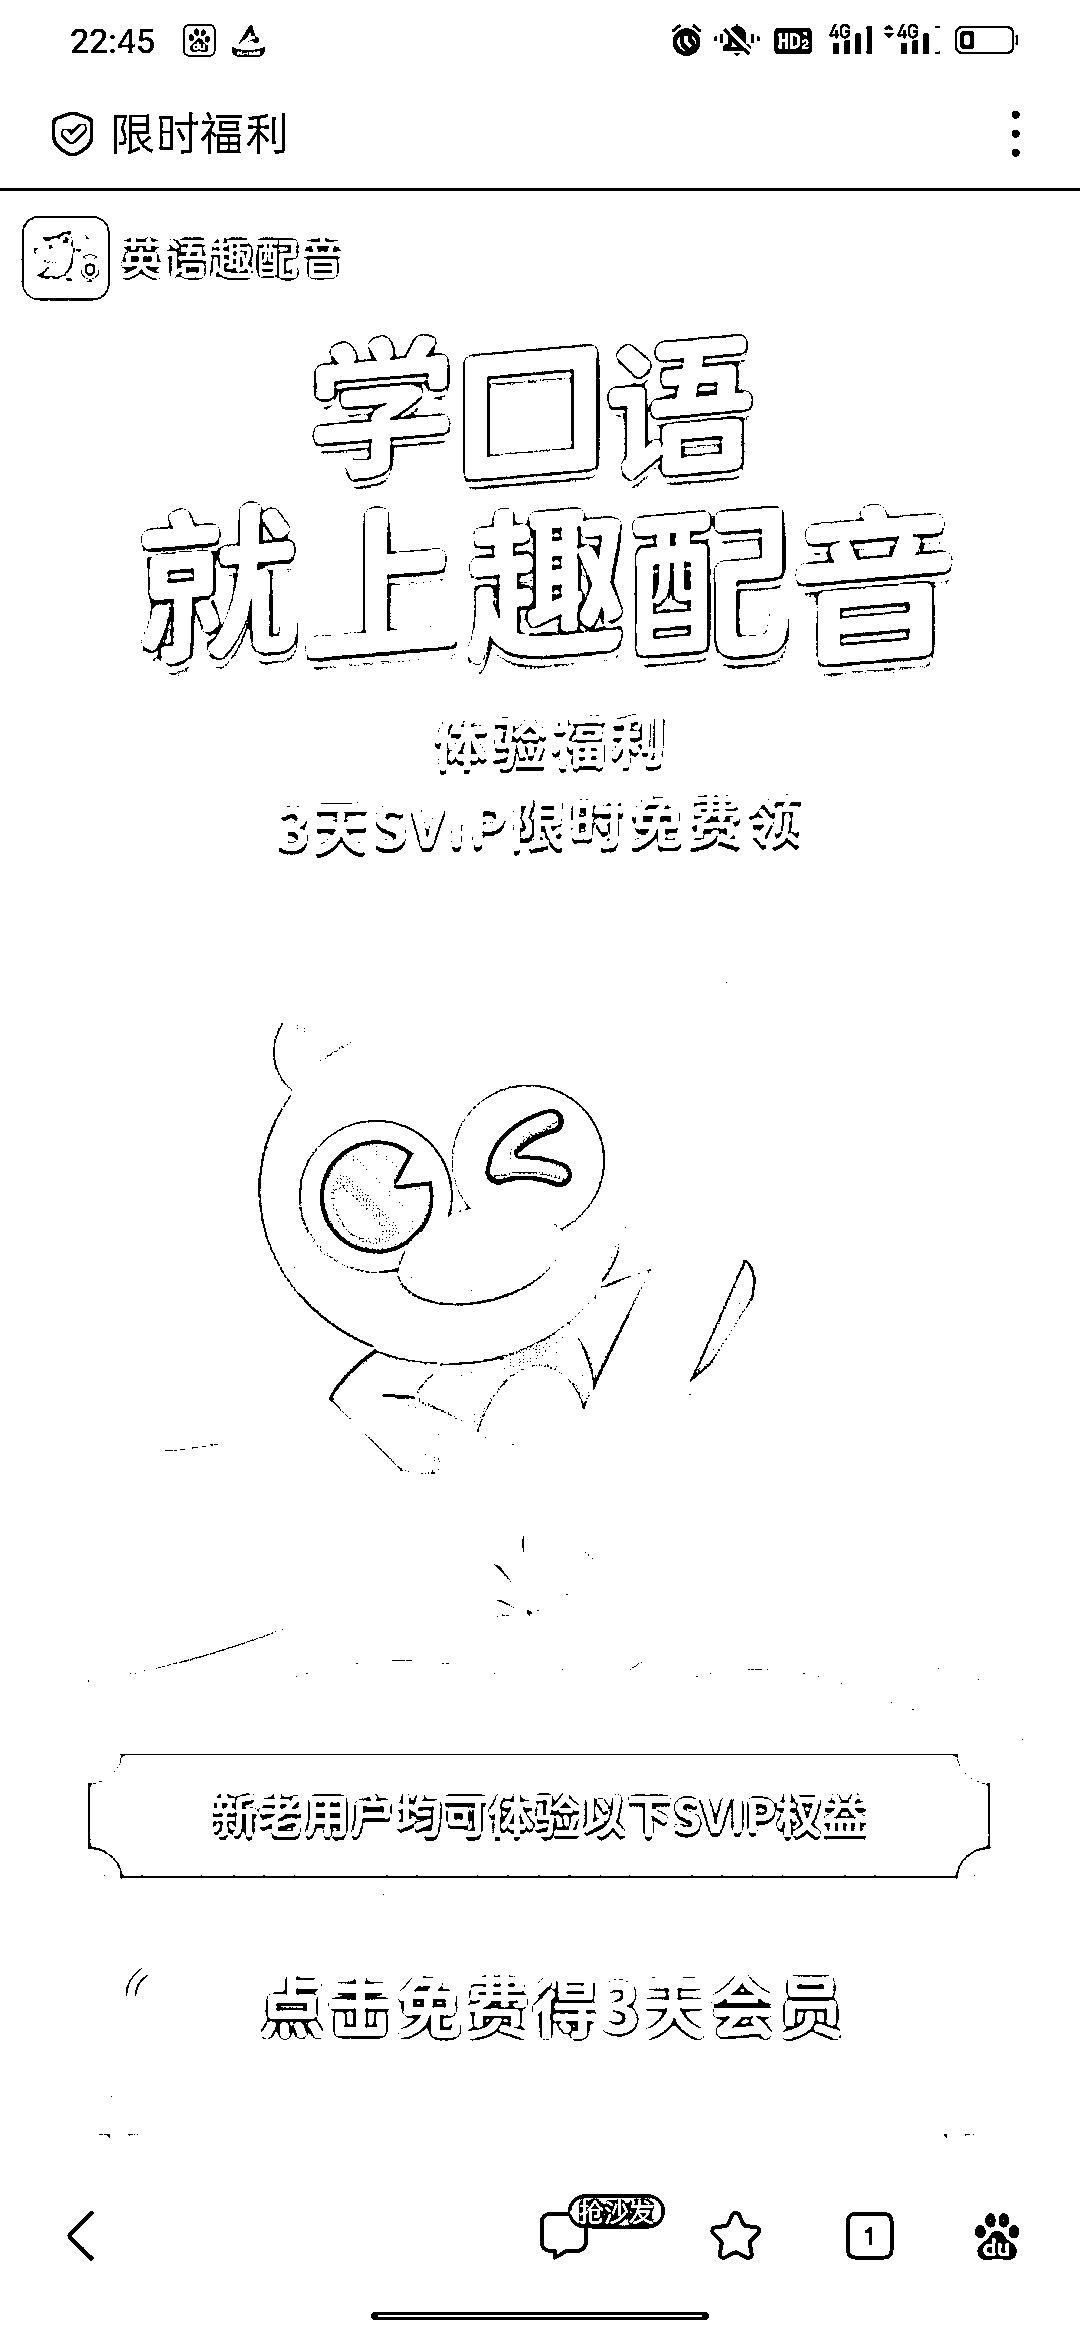 22:45
HD2 4G 4G
限时福利
英语趣配音
学口语
就上趣配音
体验福利
3天SVIP限时免费领
新老用户均可体验以下SVIP权益
点击免费得3天会员
抢沙发
1
du